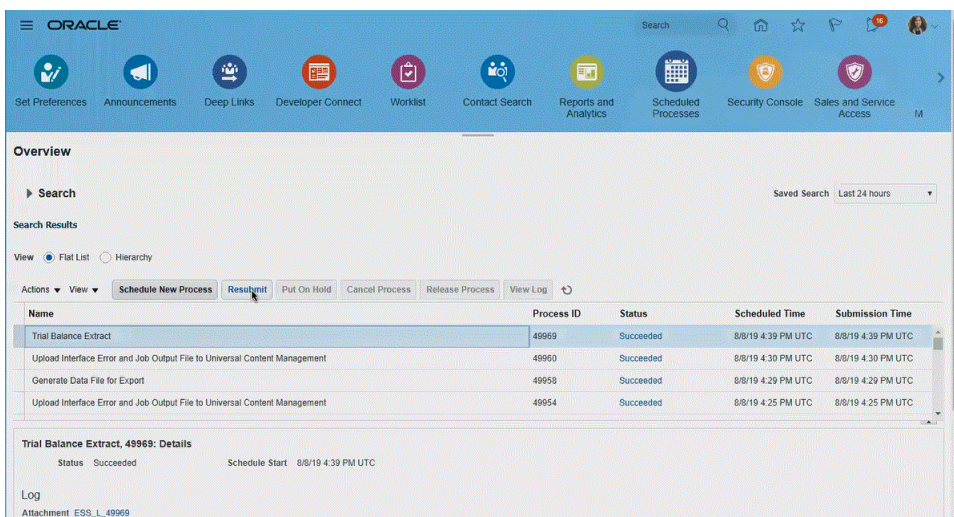 ORACLE
Search
16
Set Preferences
Announcements
Deep Links
Developer Connect
Worklist
Contact Search
Reports and
Analytics
Scheduled
Processes
Security Console
Sales and Service
Access
M
Overview
Search
Saved Search Last 24 hours
Search Results
View Flat List Hierarchy
Actions View Schedule New Process Resubmit Put On Hold Cancel Process Release Process View Log
Name Process ID Status Scheduled Time Submission Time
Trial Balance Extract 49969 Succeeded 8/8/19 4:39 PM UTC 8/8/19 4:39 PM UTC
Upload Interface Error and Job Output File to Universal Content Management 49960 Succeeded 8/8/19 4:30 PM UTC 8/8/19 4:30 PM UTC
Generate Data File for Export 49958 Succeeded 8/8/19 4:29 PM UTC 8/8/19 4:29 PM UTC
Upload Interface Error and Job Output File to Universal Content Management 49954 Succeeded 8/8/19 4:25 PM UTC 8/8/19 4:25 PM UTC
Trial Balance Extract, 49969: Details
Status Succeeded Schedule Start 8/8/19 4:39 PM UTC
Log
Attachment ESS_L_49969